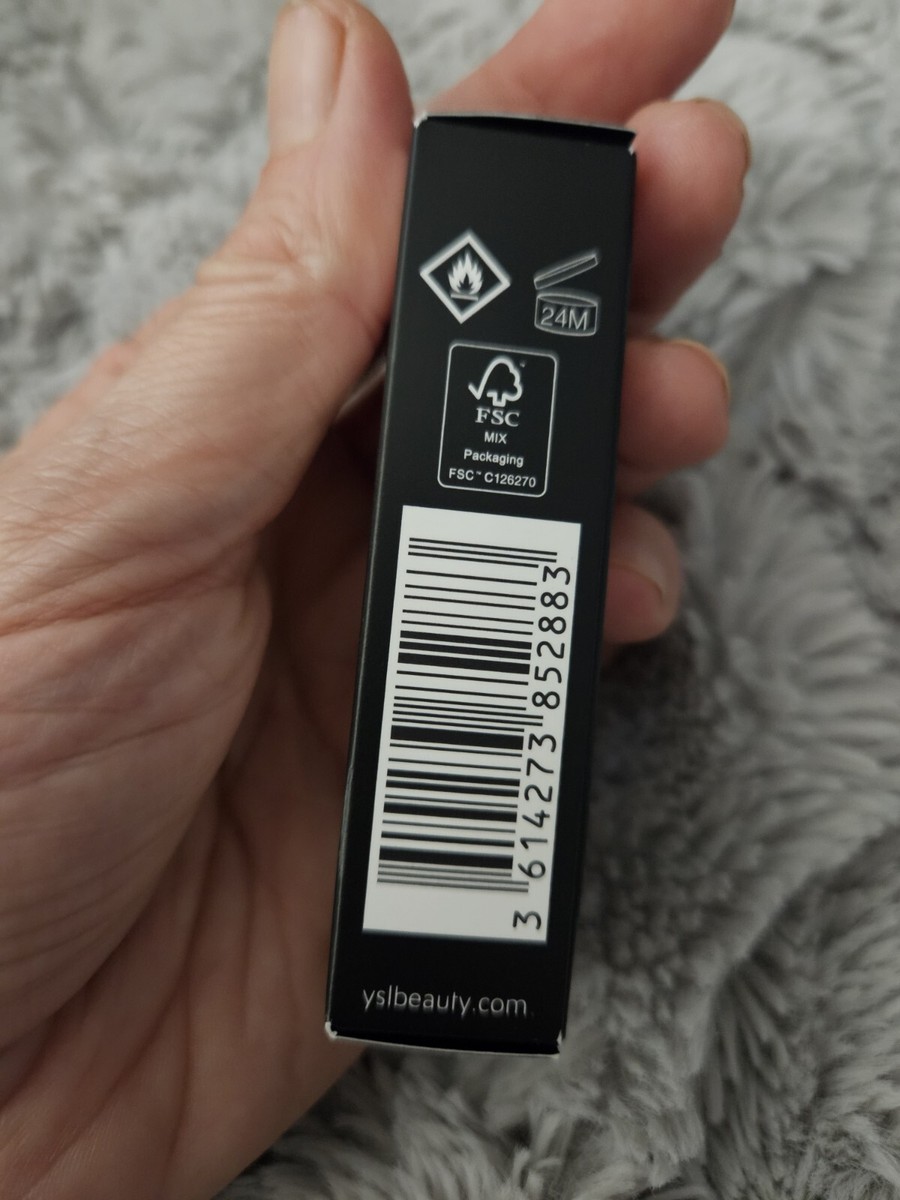 24M
FSC
MIX
Packaging
FSC™ C126270
3 614273 852883
yslbeauty.com